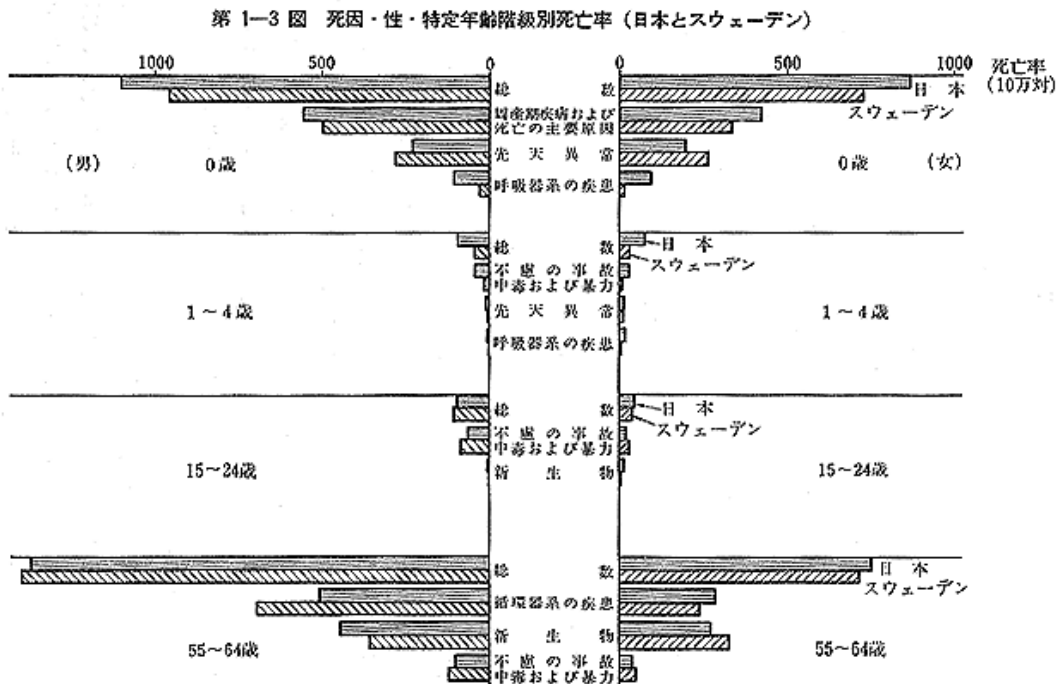 第 1—3 図 死因・性・特定年齢階級別死亡率（日本とスウェーデン）
1000 500 0 0 500 1000 死亡率
(10万対)
総 数
日 本
スウェーデン
周産期疾病および
死亡の主要原因
先 天 異 常
(男) 0歳 0歳 (女)
呼吸器系の疾患
総 数
日 本
スウェーデン
不慮の事故
中毒および暴力
1～4歳 先 天 異 常 1～4歳
呼吸器系の疾患
総 数
日 本
スウェーデン
不慮の事故
中毒および暴力
15～24歳 新 生 物 15～24歳
総 数
日 本
スウェーデン
循環器系の疾患
新 生 物
55～64歳 55～64歳
不慮の事故
中毒および暴力